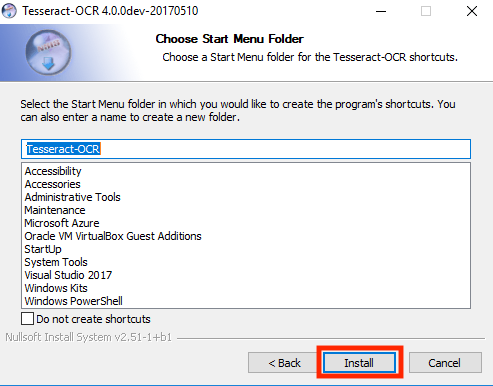 Tesseract-OCR 4.0.0dev-20170510
Choose Start Menu Folder
Choose a Start Menu folder for the Tesseract-OCR shortcuts.
Select the Start Menu folder in which you would like to create the program's shortcuts. You
can also enter a name to create a new folder.
Tesseract-OCR
Accessibility
Accessories
Administrative Tools
Maintenance
Microsoft Azure
Oracle VM VirtualBox Guest Additions
StartUp
System Tools
Visual Studio 2017
Windows Kits
Windows PowerShell
Do not create shortcuts
Nullsoft Install System v2.51-1+b1
< Back Install Cancel